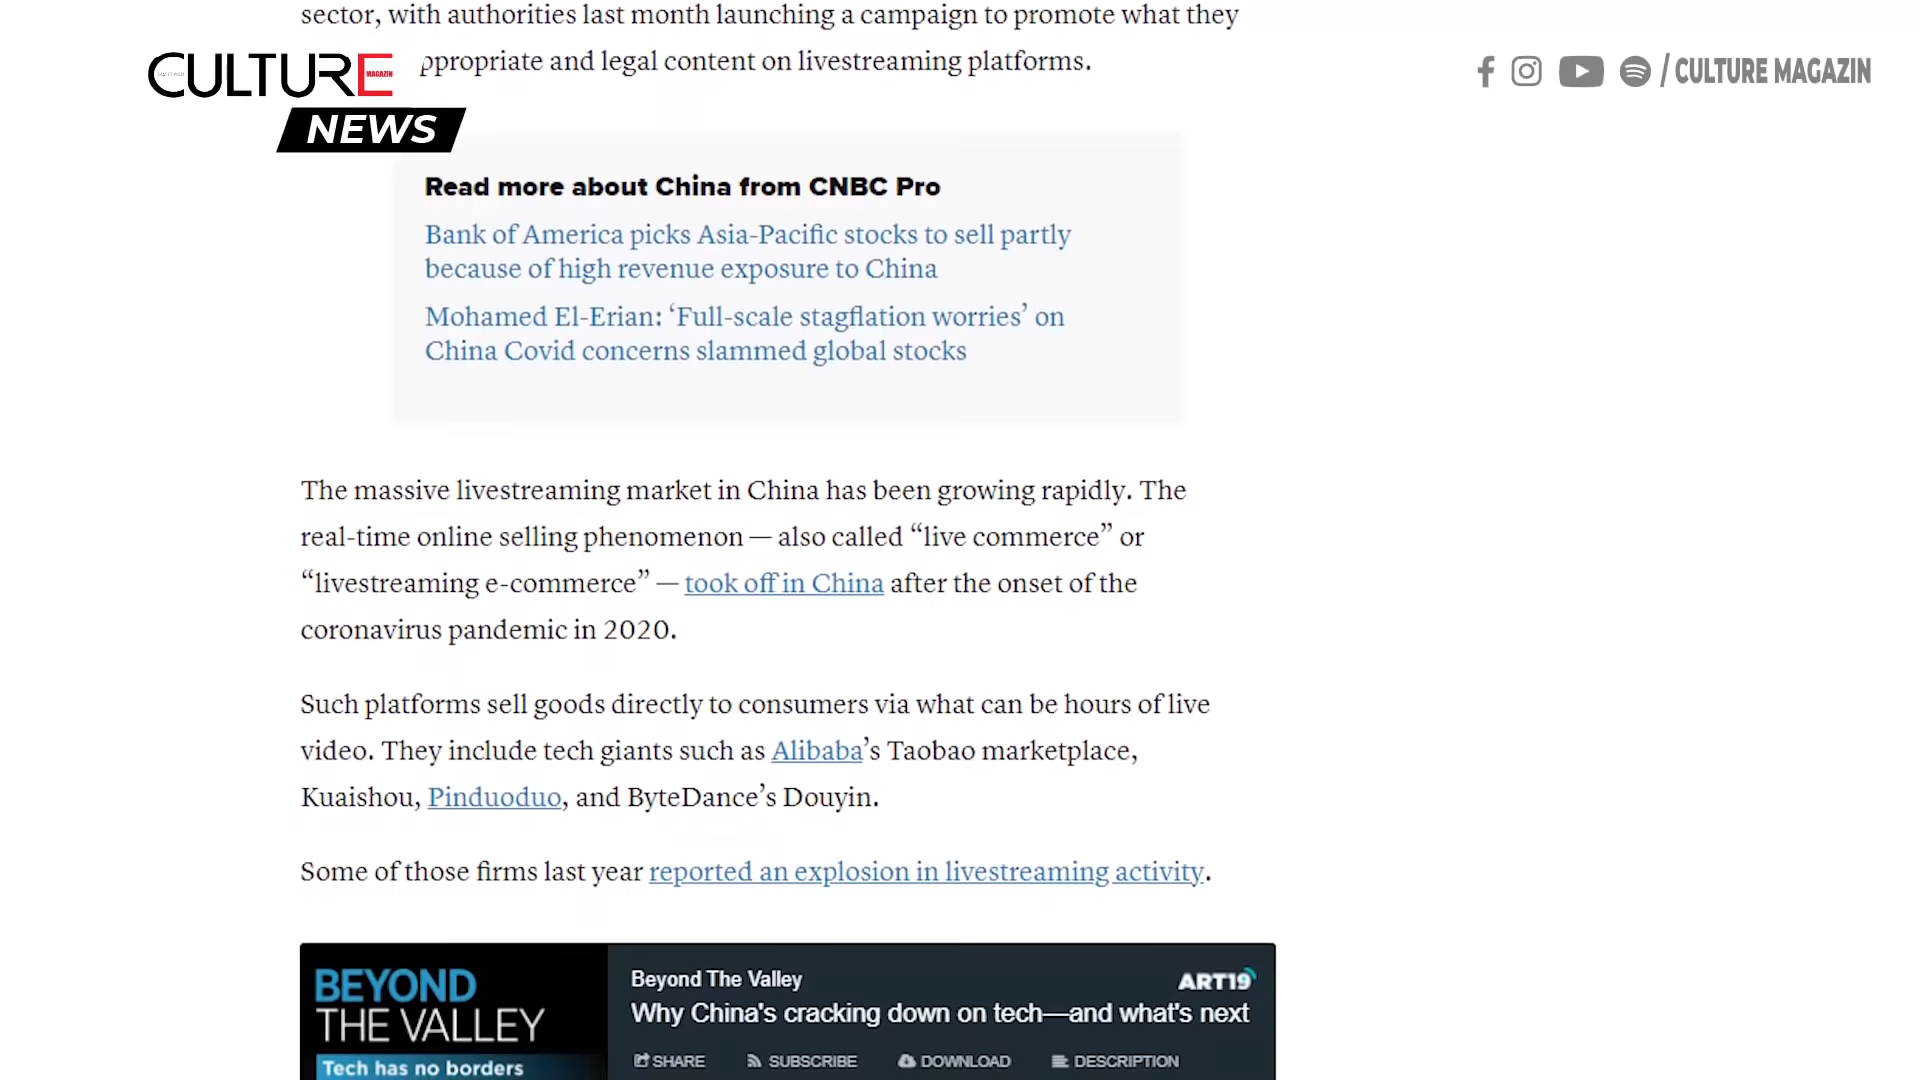 sector, with authorities last month launching a campaign to promote what they
ppropriate and legal content on livestreaming platforms.
CULTURE
MAGAZIN
NEWS
/ CULTURE MAGAZIN
Read more about China from CNBC Pro
Bank of America picks Asia-Pacific stocks to sell partly
because of high revenue exposure to China
Mohamed El-Erian: ‘Full-scale stagflation worries’ on
China Covid concerns slammed global stocks
The massive livestreaming market in China has been growing rapidly. The
real-time online selling phenomenon — also called “live commerce” or
“livestreaming e-commerce” — took off in China after the onset of the
coronavirus pandemic in 2020.
Such platforms sell goods directly to consumers via what can be hours of live
video. They include tech giants such as Alibaba’s Taobao marketplace,
Kuaishou, Pinduoduo, and ByteDance’s Douyin.
Some of those firms last year reported an explosion in livestreaming activity.
BEYOND
THE VALLEY
Tech has no borders
Beyond The Valley
ART19
Why China's cracking down on tech—and what's next
SHARE SUBSCRIBE DOWNLOAD DESCRIPTION